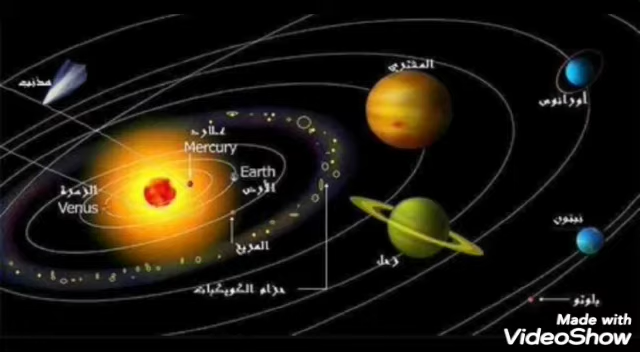 مذنب
المشتري
أورانوس
عطارد
Mercury
Earth
الأرض
الزهرة
Venus
المريخ
زحل
نبتون
حزام الكويكبات
بلوتو
Made with
VideoShow